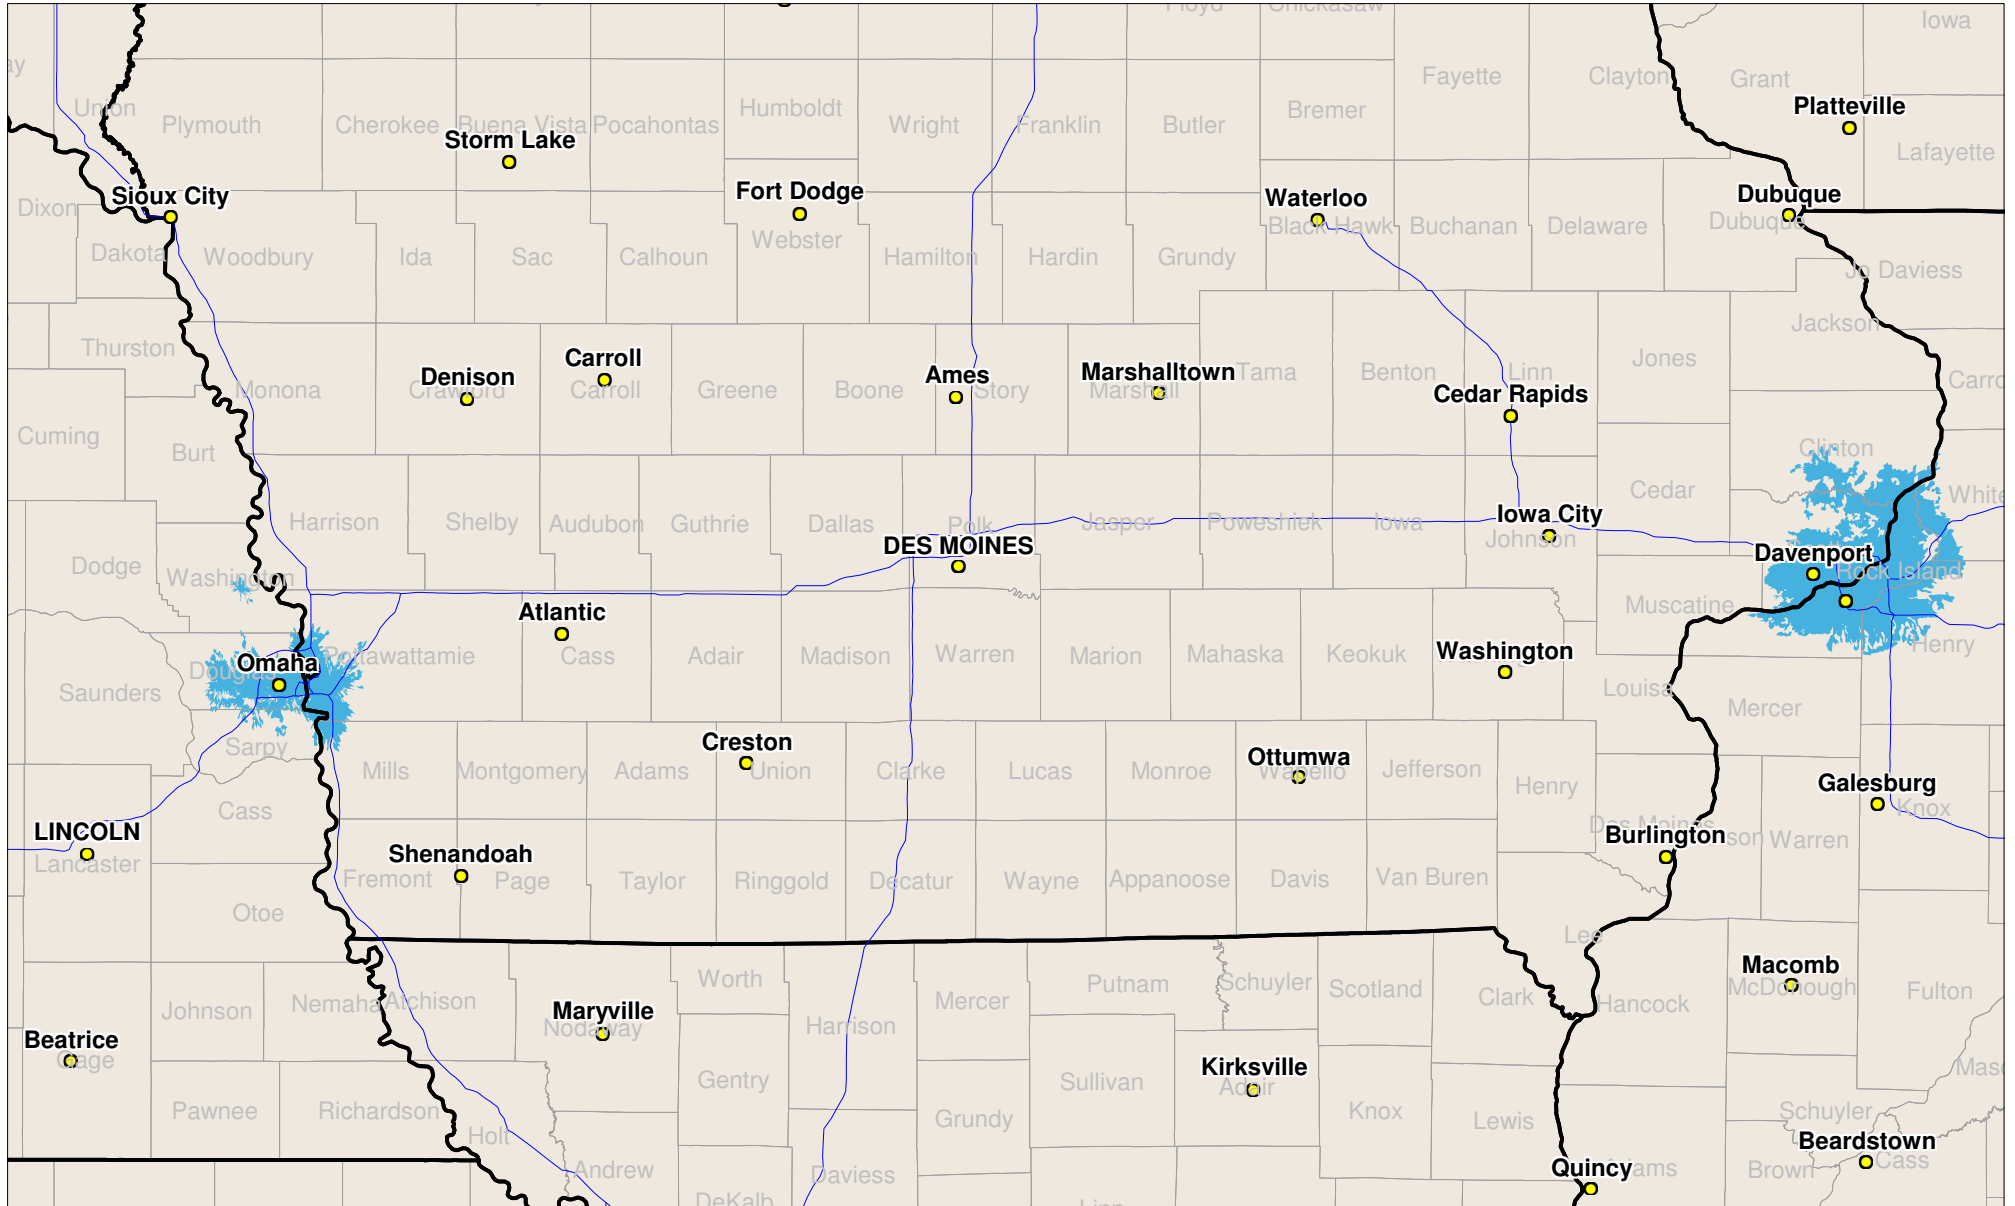 Floyd
Chickasaw
Iowa
Fayette
Clayton
Grant
Union
Plymouth
Cherokee
Buena Vista
Pocahontas
Humboldt
Wright
Franklin
Butler
Bremer
Platteville
Storm Lake
Lafayette
Sioux City
Fort Dodge
Waterloo
Dubuque
Dixon
Dakota
Woodbury
Ida
Sac
Calhoun
Webster
Hamilton
Hardin
Grundy
Black Hawk
Buchanan
Delaware
Dubuque
Jo Daviess
Jackson
Thurston
Monona
Denison
Crawford
Carroll
Carroll
Greene
Boone
Ames
Story
Marshalltown
Marshall
Tama
Benton
Linn
Cedar Rapids
Jones
Carro
Cuming
Burt
Clinton
Harrison
Shelby
Audubon
Guthrie
Dallas
Polk
Jasper
Poweshiek
Iowa
Iowa City
Johnson
Cedar
White
DES MOINES
Davenport
Rock Island
Dodge
Washington
Atlantic
Muscatine
Henry
Omaha
Douglas
Pottawattamie
Cass
Adair
Madison
Warren
Marion
Mahaska
Keokuk
Washington
Louisa
Mercer
Saunders
Sarpy
Creston
Mills
Montgomery
Adams
Union
Clarke
Lucas
Monroe
Ottumwa
Wapello
Jefferson
Henry
Galesburg
Knox
Cass
LINCOLN
Lancaster
Des Moines
son
Burlington
Warren
Shenandoah
Fremont
Page
Taylor
Ringgold
Decatur
Wayne
Appanoose
Davis
Van Buren
Otoe
Lee
Worth
Putnam
Schuyler
Scotland
Clark
Hancock
Macomb
McDonough
Fulton
Johnson
Nemaha
Atchison
Maryville
Nodaway
Harrison
Mercer
Beatrice
Gage
Gentry
Sullivan
Kirksville
Adair
Knox
Lewis
Maso
Pawnee
Richardson
Holt
Grundy
Schuyler
Beardstown
Cass
Andrew
Daviess
Quincy
Adams
Brown
DeKalb
Linn